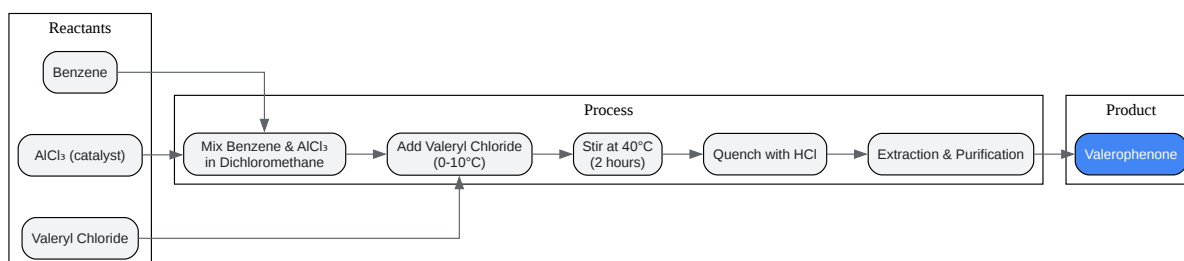 Reactants
Benzene
AlCl₃ (catalyst)
Valeryl Chloride
Process
Mix Benzene & AlCl₃
in Dichloromethane
Add Valeryl Chloride
(0-10°C)
Stir at 40°C
(2 hours)
Quench with HCl
Extraction & Purification
Product
Valerophenone